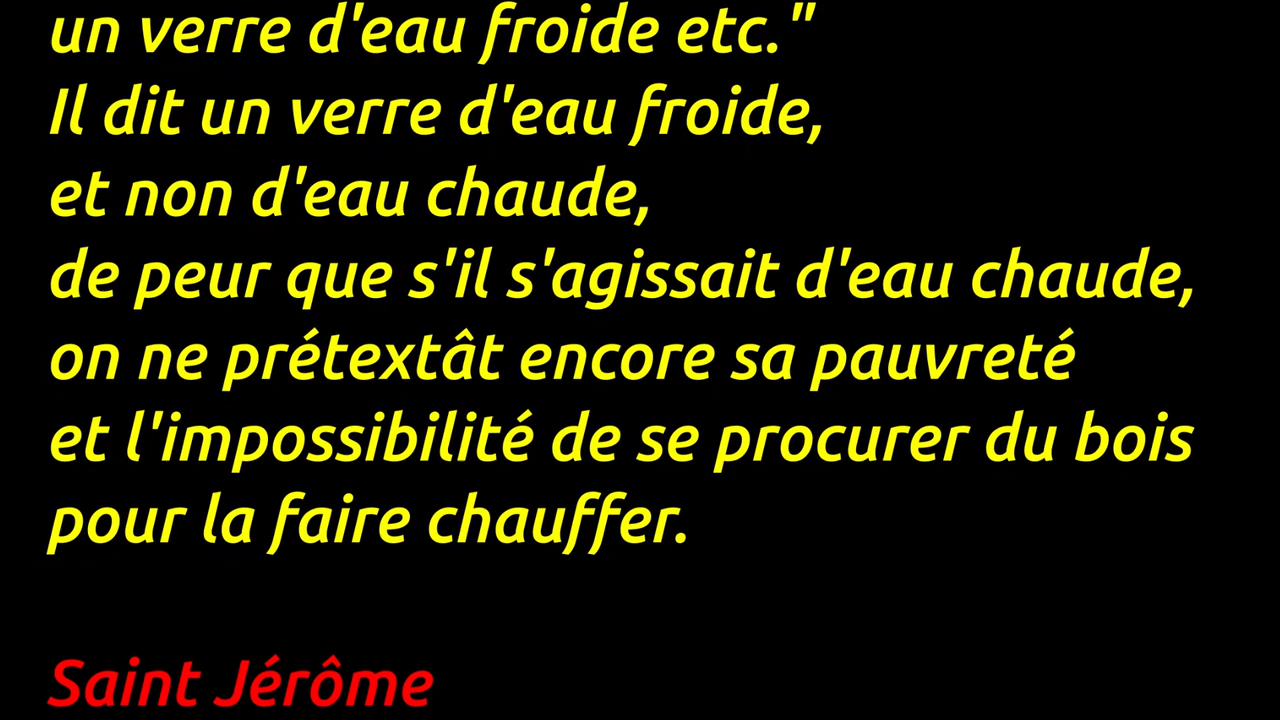 un verre d'eau froide etc."
Il dit un verre d'eau froide,
et non d'eau chaude,
de peur que s'il s'agissait d'eau chaude,
on ne prétextât encore sa pauvreté
et l'impossibilité de se procurer du bois
pour la faire chauffer.
Saint Jérôme